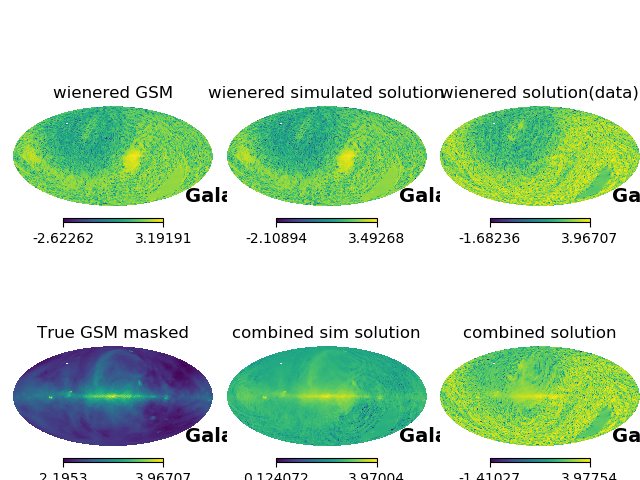 wienered GSM
wienered simulated solution
wienered solution(data)
Gala
Gala
Ga
-2.62262 3.19191
-2.10894 3.49268
-1.68236 3.96707
True GSM masked
combined sim solution
combined solution
Gala
Gala
Ga
2.1953 3.96707
0.124072 3.97004
-1.41027 3.97754